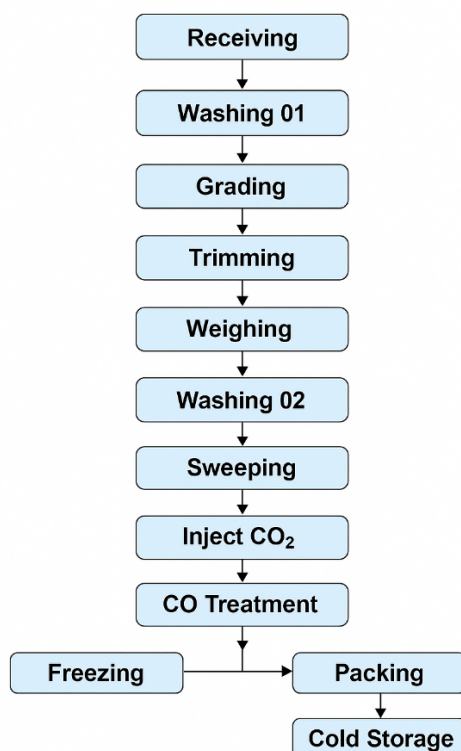 Receiving
Washing 01
Grading
Trimming
Weighing
Washing 02
Sweeping
Inject CO₂
CO Treatment
Freezing
Packing
Cold Storage